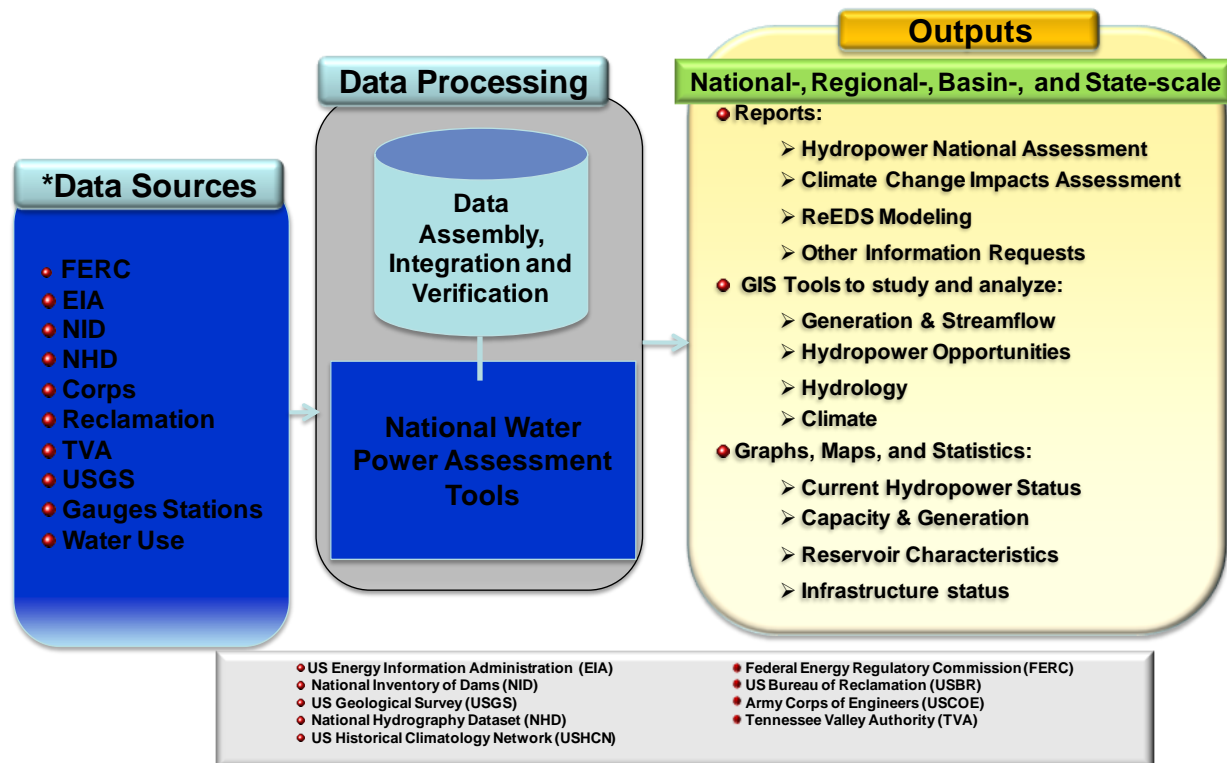 *Data Sources
FERC
EIA
NID
NHD
Corps
Reclamation
TVA
USGS
Gauges Stations
Water Use
Data Processing
Data
Assembly,
Integration and
Verification
National Water
Power Assessment
Tools
Outputs
National-, Regional-, Basin-, and State-scale
Reports:
Hydropower National Assessment
Climate Change Impacts Assessment
ReEDS Modeling
Other Information Requests
GIS Tools to study and analyze:
Generation & Streamflow
Hydropower Opportunities
Hydrology
Climate
Graphs, Maps, and Statistics:
Current Hydropower Status
Capacity & Generation
Reservoir Characteristics
Infrastructure status
US Energy Information Administration (EIA)
National Inventory of Dams (NID)
US Geological Survey (USGS)
National Hydrography Dataset (NHD)
US Historical Climatology Network (USHCN)
Federal Energy Regulatory Commission (FERC)
US Bureau of Reclamation (USBR)
Army Corps of Engineers (USCOE)
Tennessee Valley Authority (TVA)